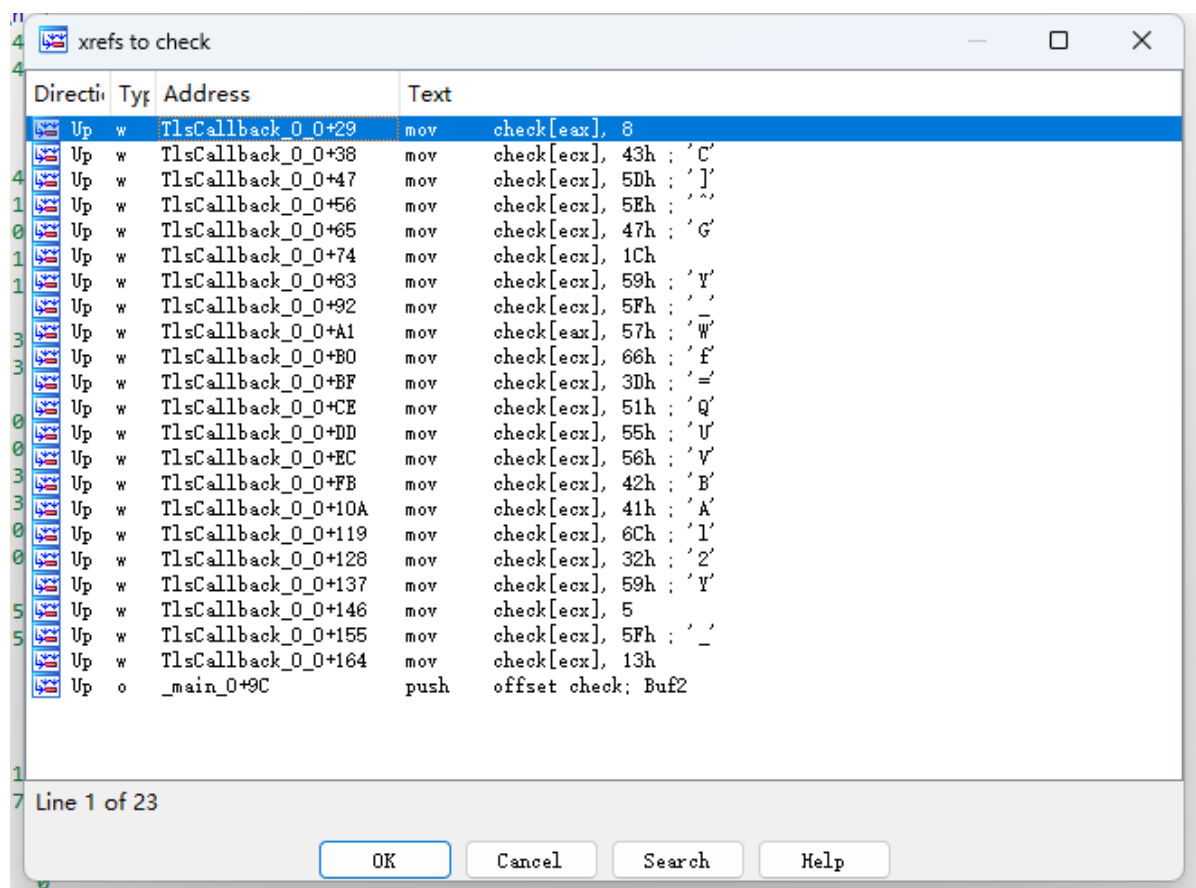 xrefs to check
Directi Typ Address Text
Up w TlsCallback_0_0+29 mov check[eax], 8
Up w TlsCallback_0_0+38 mov check[ecx], 43h ; 'C'
Up w TlsCallback_0_0+47 mov check[ecx], 5Dh ; ']'
Up w TlsCallback_0_0+56 mov check[ecx], 5Eh ; '^'
Up w TlsCallback_0_0+65 mov check[ecx], 47h ; 'G'
Up w TlsCallback_0_0+74 mov check[ecx], 1Ch
Up w TlsCallback_0_0+83 mov check[ecx], 59h ; 'Y'
Up w TlsCallback_0_0+92 mov check[ecx], 5Fh ; '_'
Up w TlsCallback_0_0+A1 mov check[eax], 57h ; 'W'
Up w TlsCallback_0_0+B0 mov check[ecx], 66h ; 'f'
Up w TlsCallback_0_0+BF mov check[ecx], 3Dh ; '='
Up w TlsCallback_0_0+CE mov check[ecx], 51h ; 'Q'
Up w TlsCallback_0_0+DD mov check[ecx], 55h ; 'U'
Up w TlsCallback_0_0+EC mov check[ecx], 56h ; 'V'
Up w TlsCallback_0_0+FB mov check[ecx], 42h ; 'B'
Up w TlsCallback_0_0+10A mov check[ecx], 41h ; 'A'
Up w TlsCallback_0_0+119 mov check[ecx], 6Ch ; 'l'
Up w TlsCallback_0_0+128 mov check[ecx], 32h ; '2'
Up w TlsCallback_0_0+137 mov check[ecx], 59h ; 'Y'
Up w TlsCallback_0_0+146 mov check[ecx], 5
Up w TlsCallback_0_0+155 mov check[ecx], 5Fh ; '_'
Up w TlsCallback_0_0+164 mov check[ecx], 13h
Up o _main_0+9C push offset check; Buf2
Line 1 of 23
OK Cancel Search Help